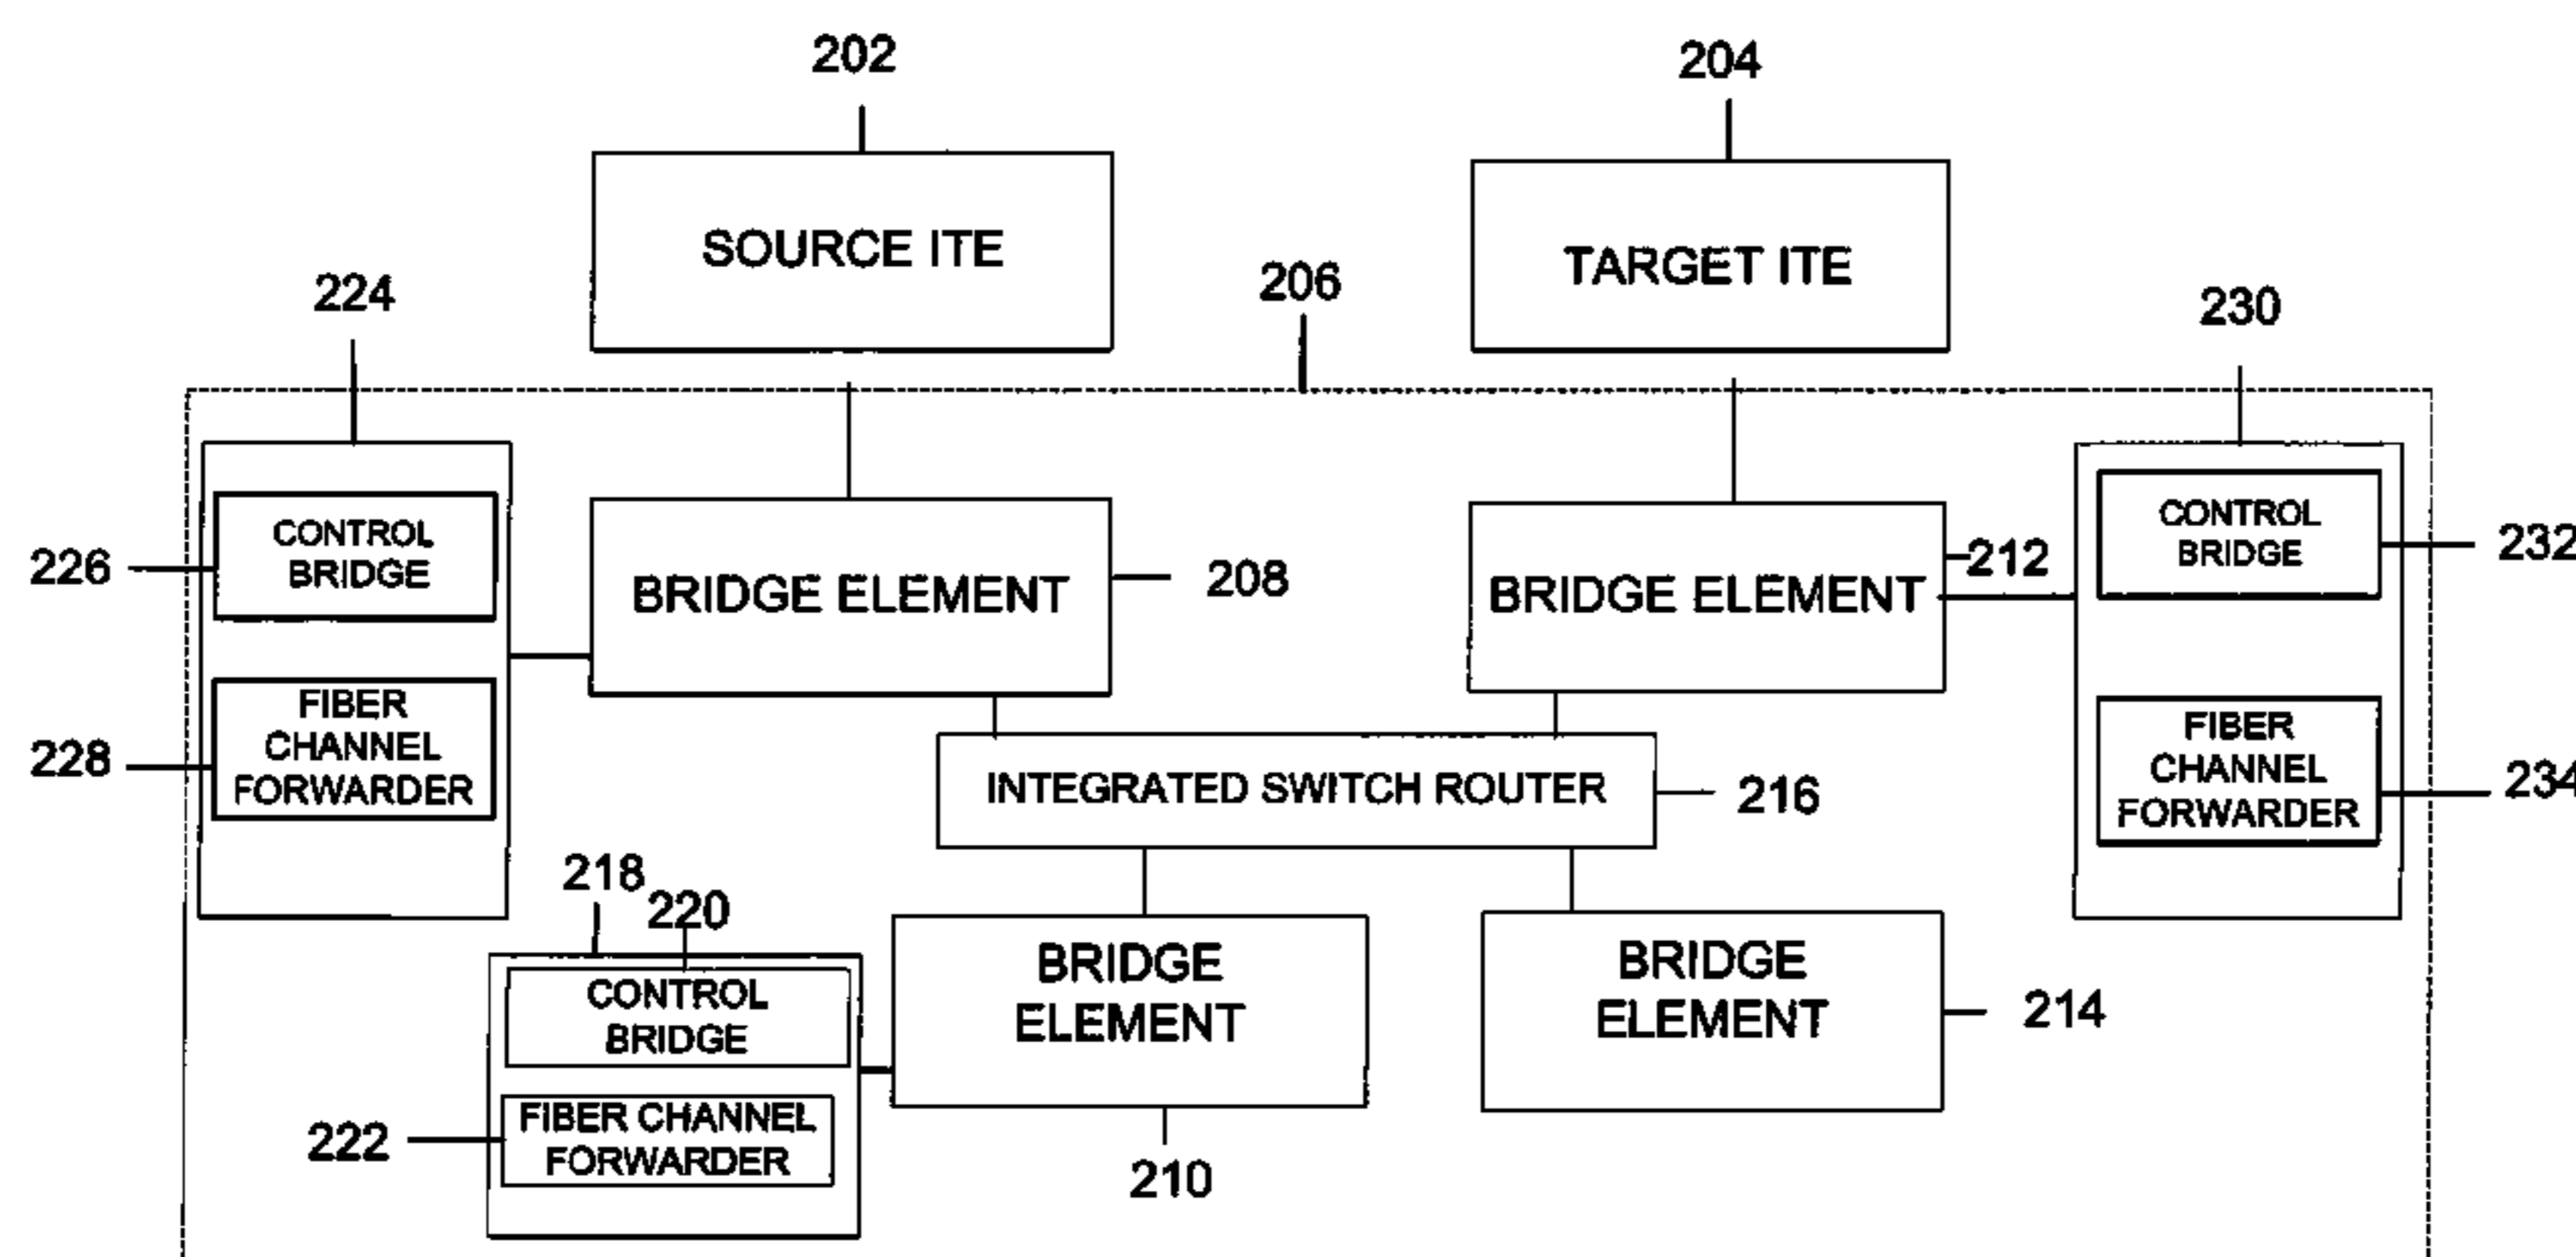 202
204
SOURCE ITE
TARGET ITE
206
224
230
CONTROL
BRIDGE
226
CONTROL
BRIDGE
232
BRIDGE ELEMENT
208
BRIDGE ELEMENT
212
FIBER
CHANNEL
FORWARDER
228
INTEGRATED SWITCH ROUTER
216
FIBER
CHANNEL
FORWARDER
234
218
220
CONTROL
BRIDGE
BRIDGE
ELEMENT
BRIDGE
ELEMENT
214
FIBER CHANNEL
FORWARDER
222
210